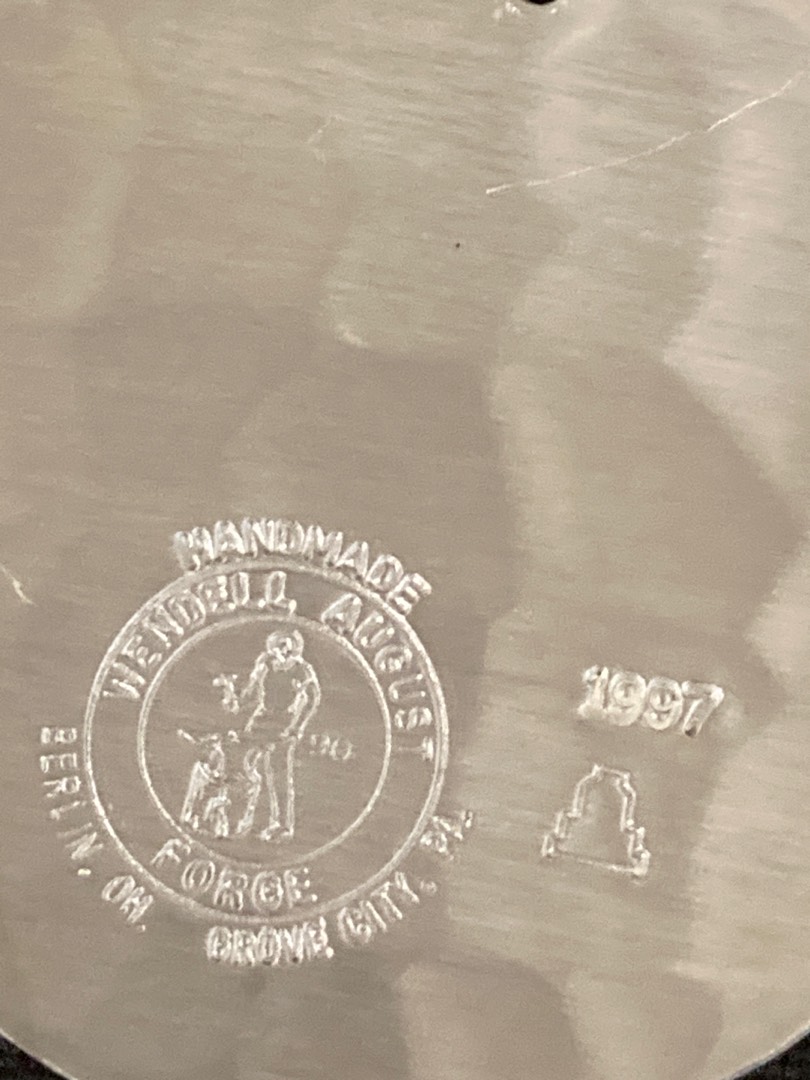 HANDMADE
WENDELL AUGUST
FORGE
BERLIN, OH.
GROVE CITY, PA.
1997